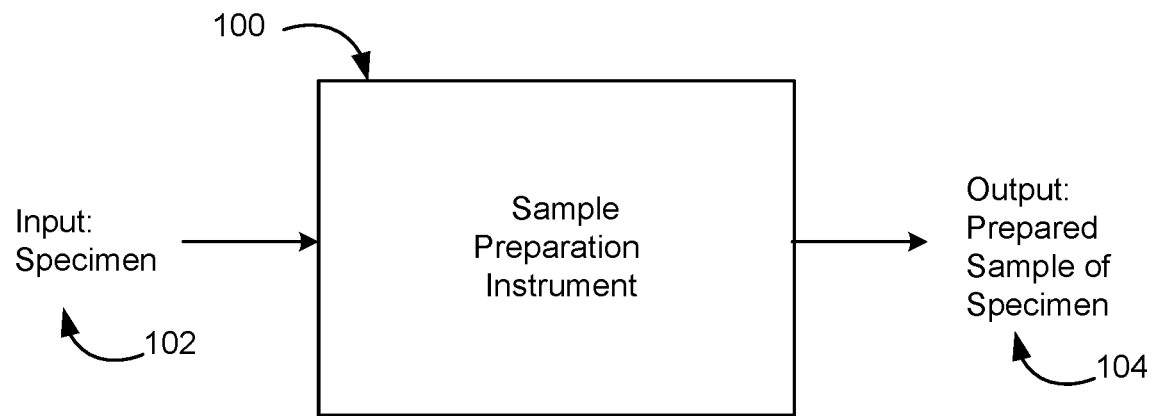 100
Input:
Specimen
102
Sample
Preparation
Instrument
Output:
Prepared
Sample of
Specimen
104